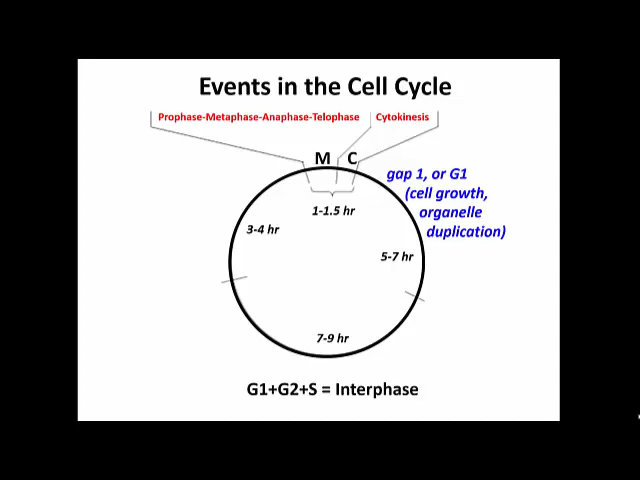 Events in the Cell Cycle
Prophase-Metaphase-Anaphase-Telophase
Cytokinesis
M C
gap 1, or G1
(cell growth,
organelle
duplication)
1-1.5 hr
3-4 hr
5-7 hr
7-9 hr
G1+G2+S = Interphase